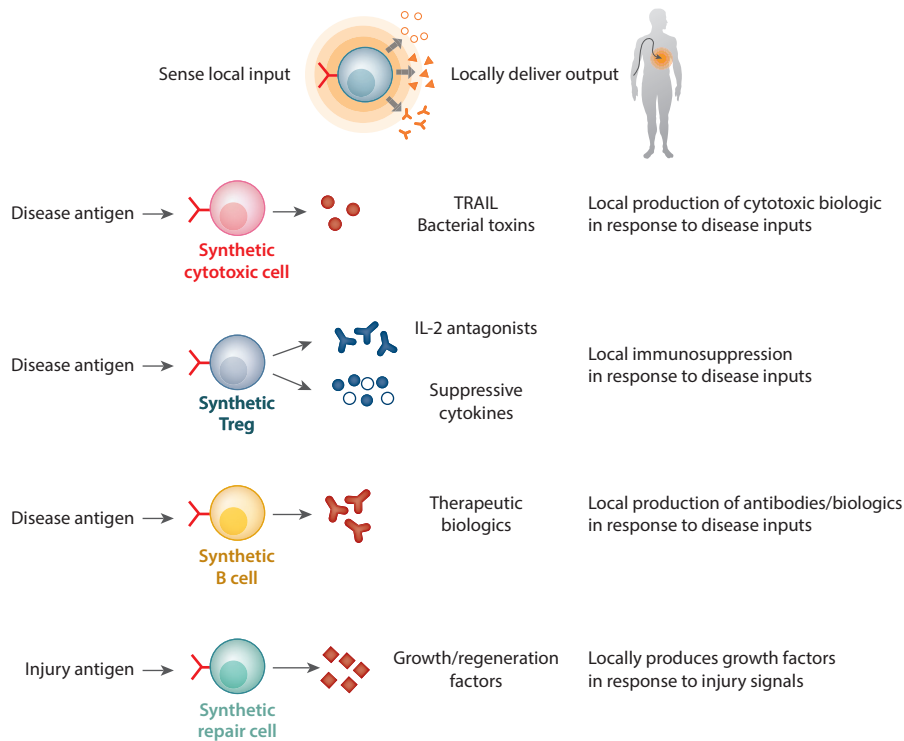 Sense local input
Locally deliver output
Disease antigen
Synthetic
cytotoxic cell
TRAIL
Bacterial toxins
Local production of cytotoxic biologic
in response to disease inputs
Disease antigen
Synthetic
Treg
IL-2 antagonists
Suppressive
cytokines
Local immunosuppression
in response to disease inputs
Disease antigen
Synthetic
B cell
Therapeutic
biologics
Local production of antibodies/biologics
in response to disease inputs
Injury antigen
Synthetic
repair cell
Growth/regeneration
factors
Locally produces growth factors
in response to injury signals